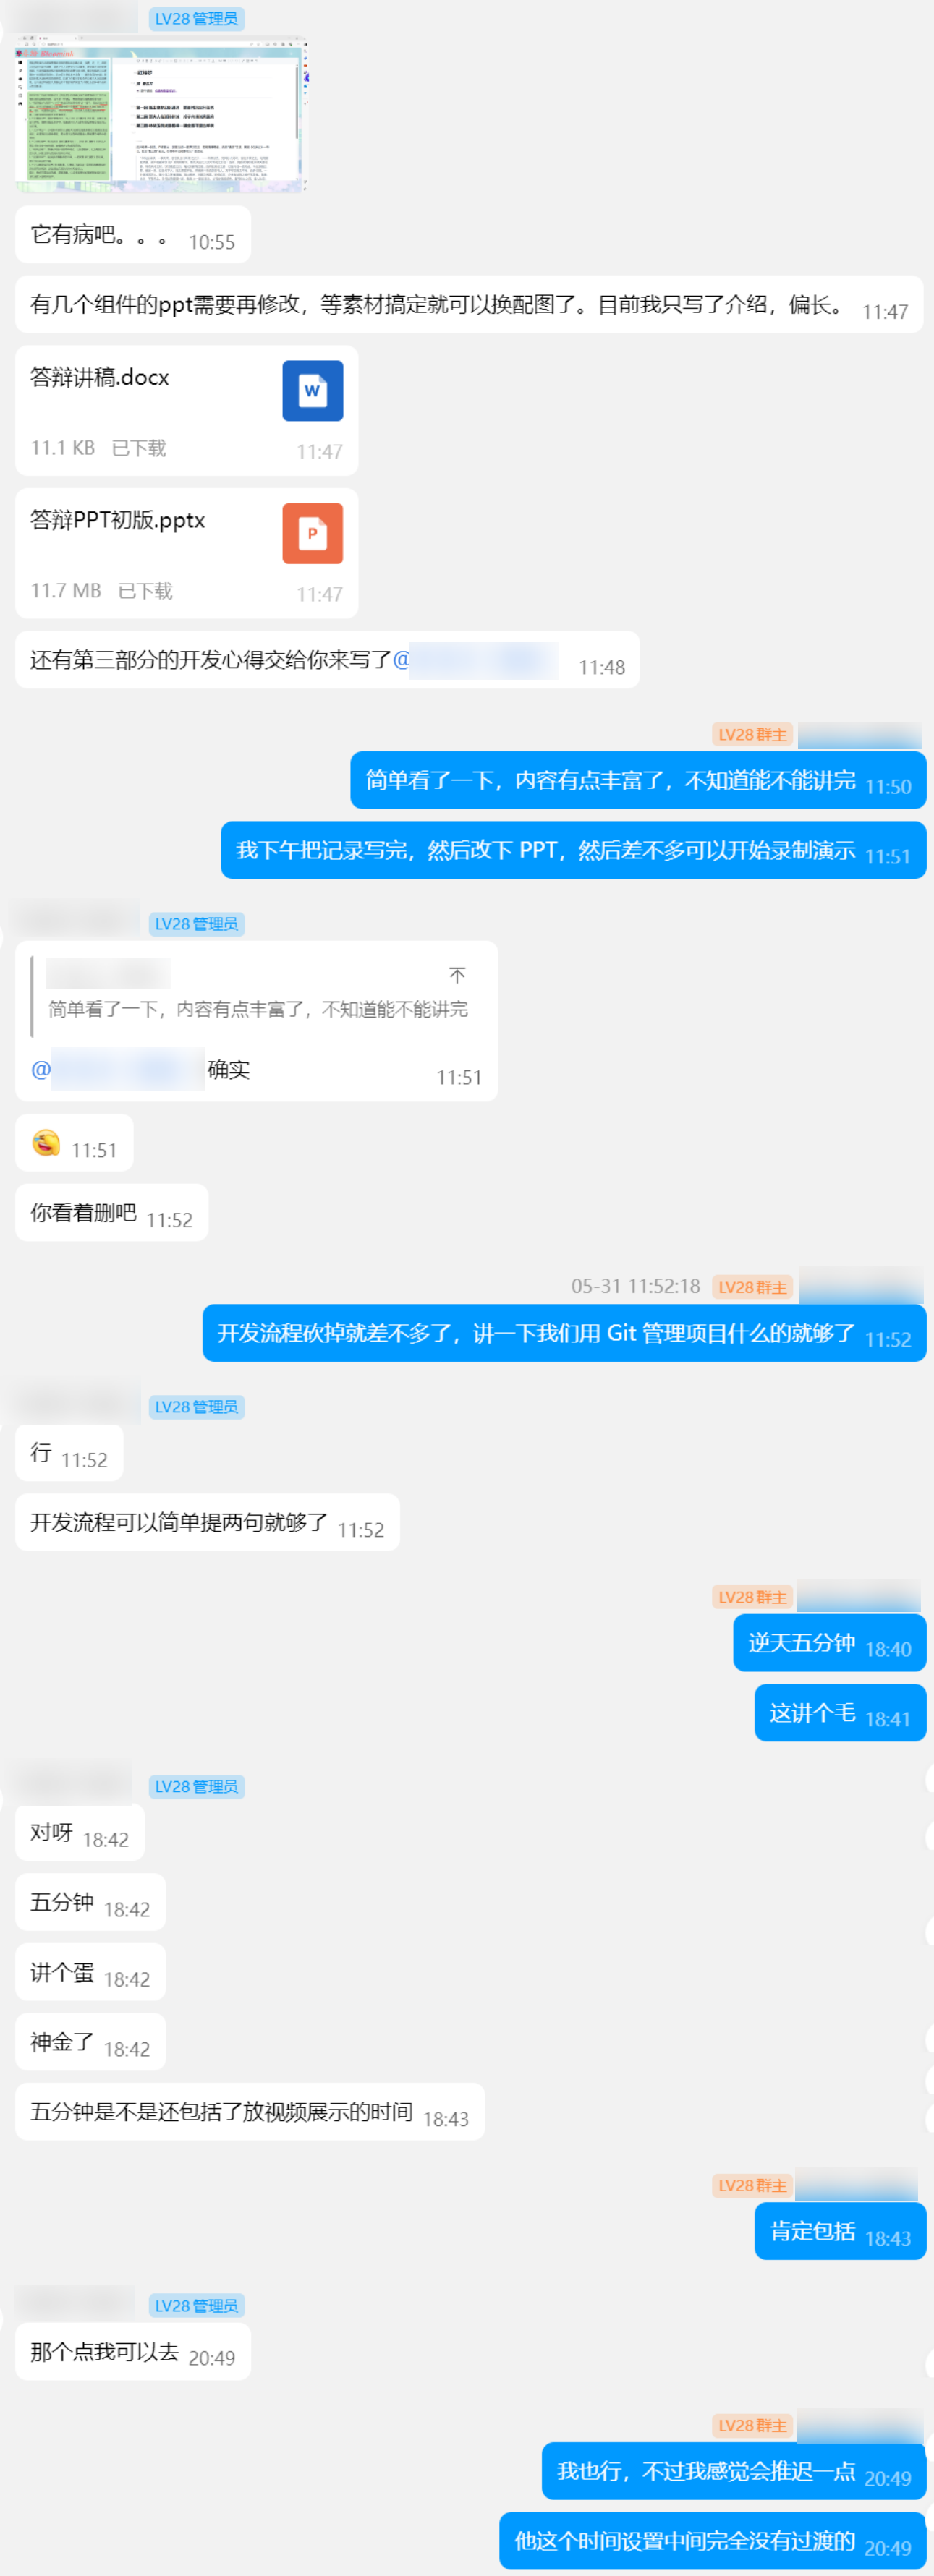 LV28 管理员
它有病吧。。。 10:55
有几个组件的ppt需要再修改，等素材搞定就可以换配图了。目前我只写了介绍，偏长。 11:47
答辩讲稿.docx
W
11.1 KB 已下载 11:47
答辩PPT初版.pptx
P
11.7 MB 已下载 11:47
还有第三部分的开发心得交给你来写了@ 11:48
LV28 群主
简单看了一下，内容有点丰富了，不知道能不能讲完 11:50
我下午把记录写完，然后改下 PPT，然后差不多可以开始录制演示 11:51
LV28 管理员
简单看了一下，内容有点丰富了，不知道能不能讲完
@ 确实 11:51
11:51
你看着删吧 11:52
05-31 11:52:18 LV28 群主
开发流程砍掉就差不多了，讲一下我们用 Git 管理项目什么的就够了 11:52
LV28 管理员
行 11:52
开发流程可以简单提两句就够了 11:52
LV28 群主
逆天五分钟 18:40
这讲个毛 18:41
LV28 管理员
对呀 18:42
五分钟 18:42
讲个蛋 18:42
神金了 18:42
五分钟是不是还包括了放视频展示的时间 18:43
LV28 群主
肯定包括 18:43
LV28 管理员
那个点我可以去 20:49
LV28 群主
我也行，不过我感觉会推迟一点 20:49
他这个时间设置中间完全没有过渡的 20:49